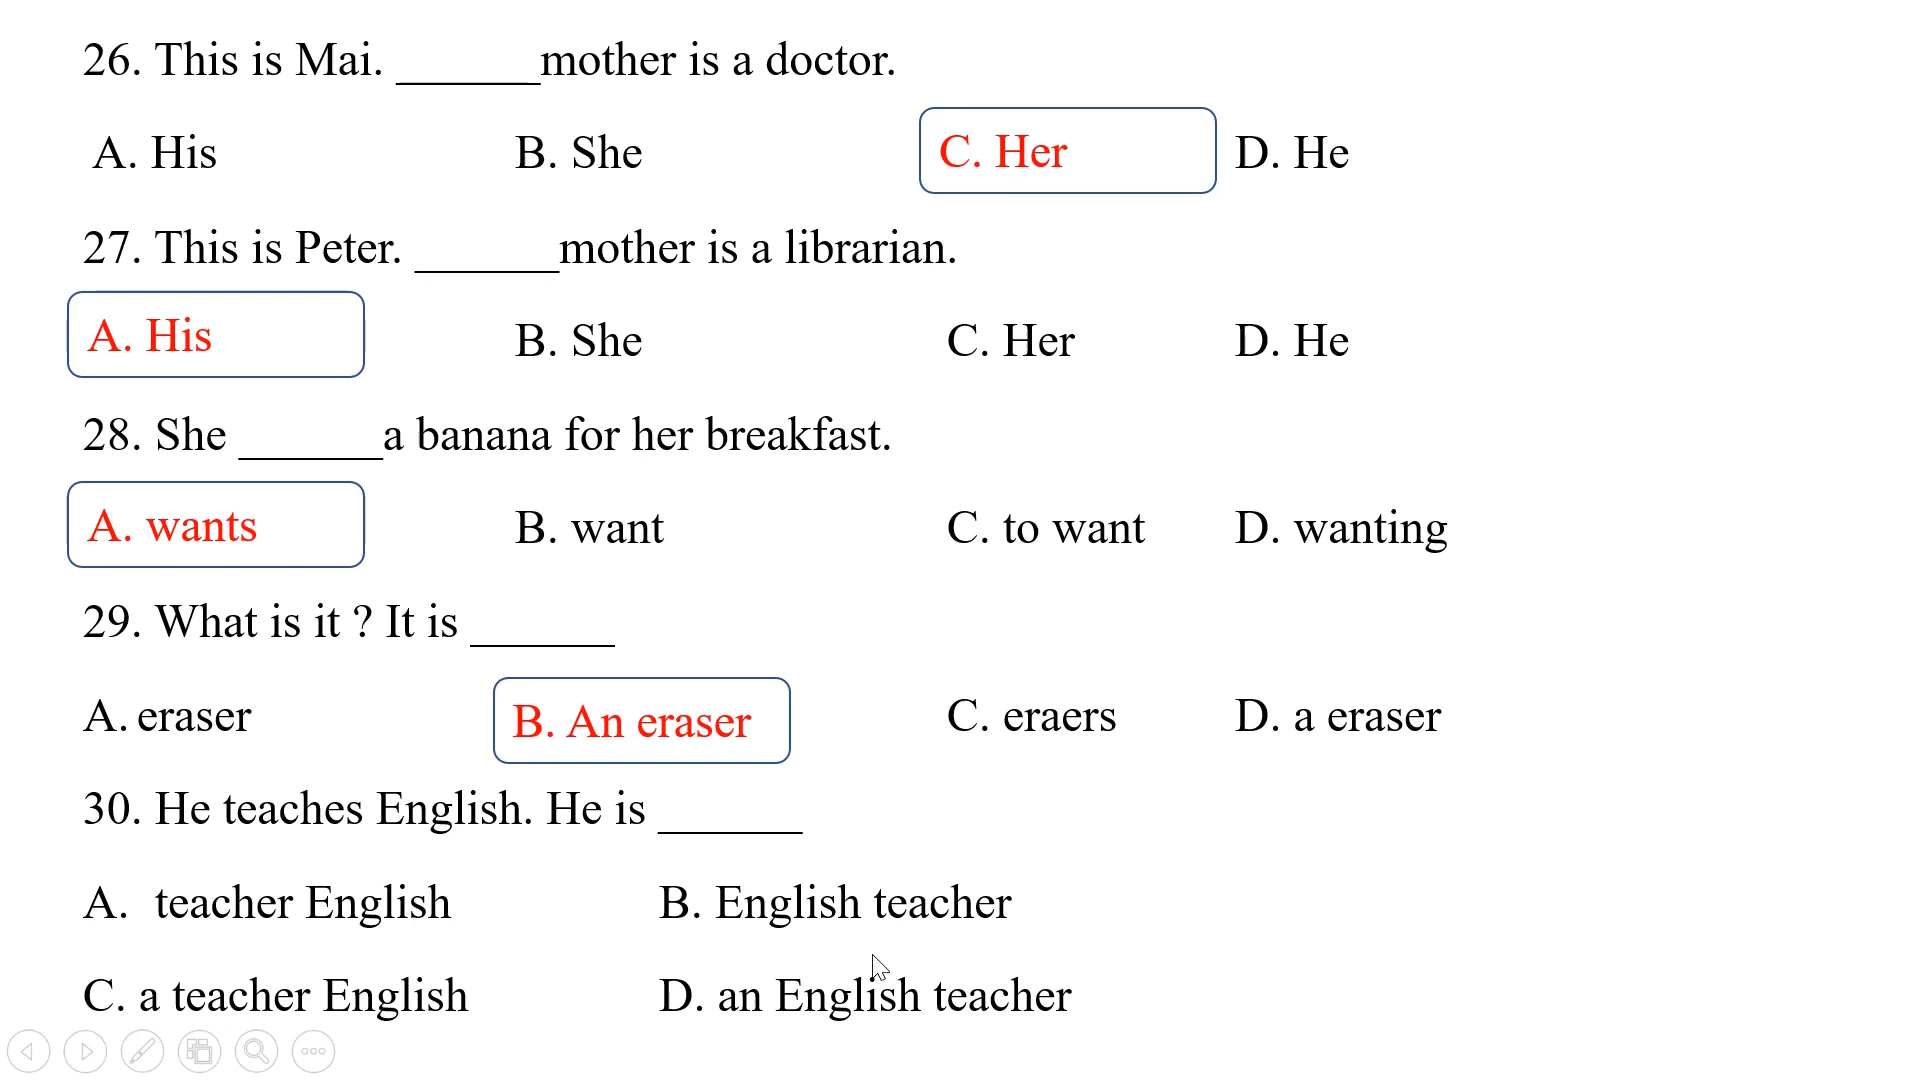 26. This is Mai. ______mother is a doctor.
A. His B. She C. Her D. He
27. This is Peter. ______mother is a librarian.
A. His B. She C. Her D. He
28. She ______a banana for her breakfast.
A. wants B. want C. to want D. wanting
29. What is it ? It is ______
A. eraser B. An eraser C. eraers D. a eraser
30. He teaches English. He is ______
A. teacher English B. English teacher
C. a teacher English D. an English teacher